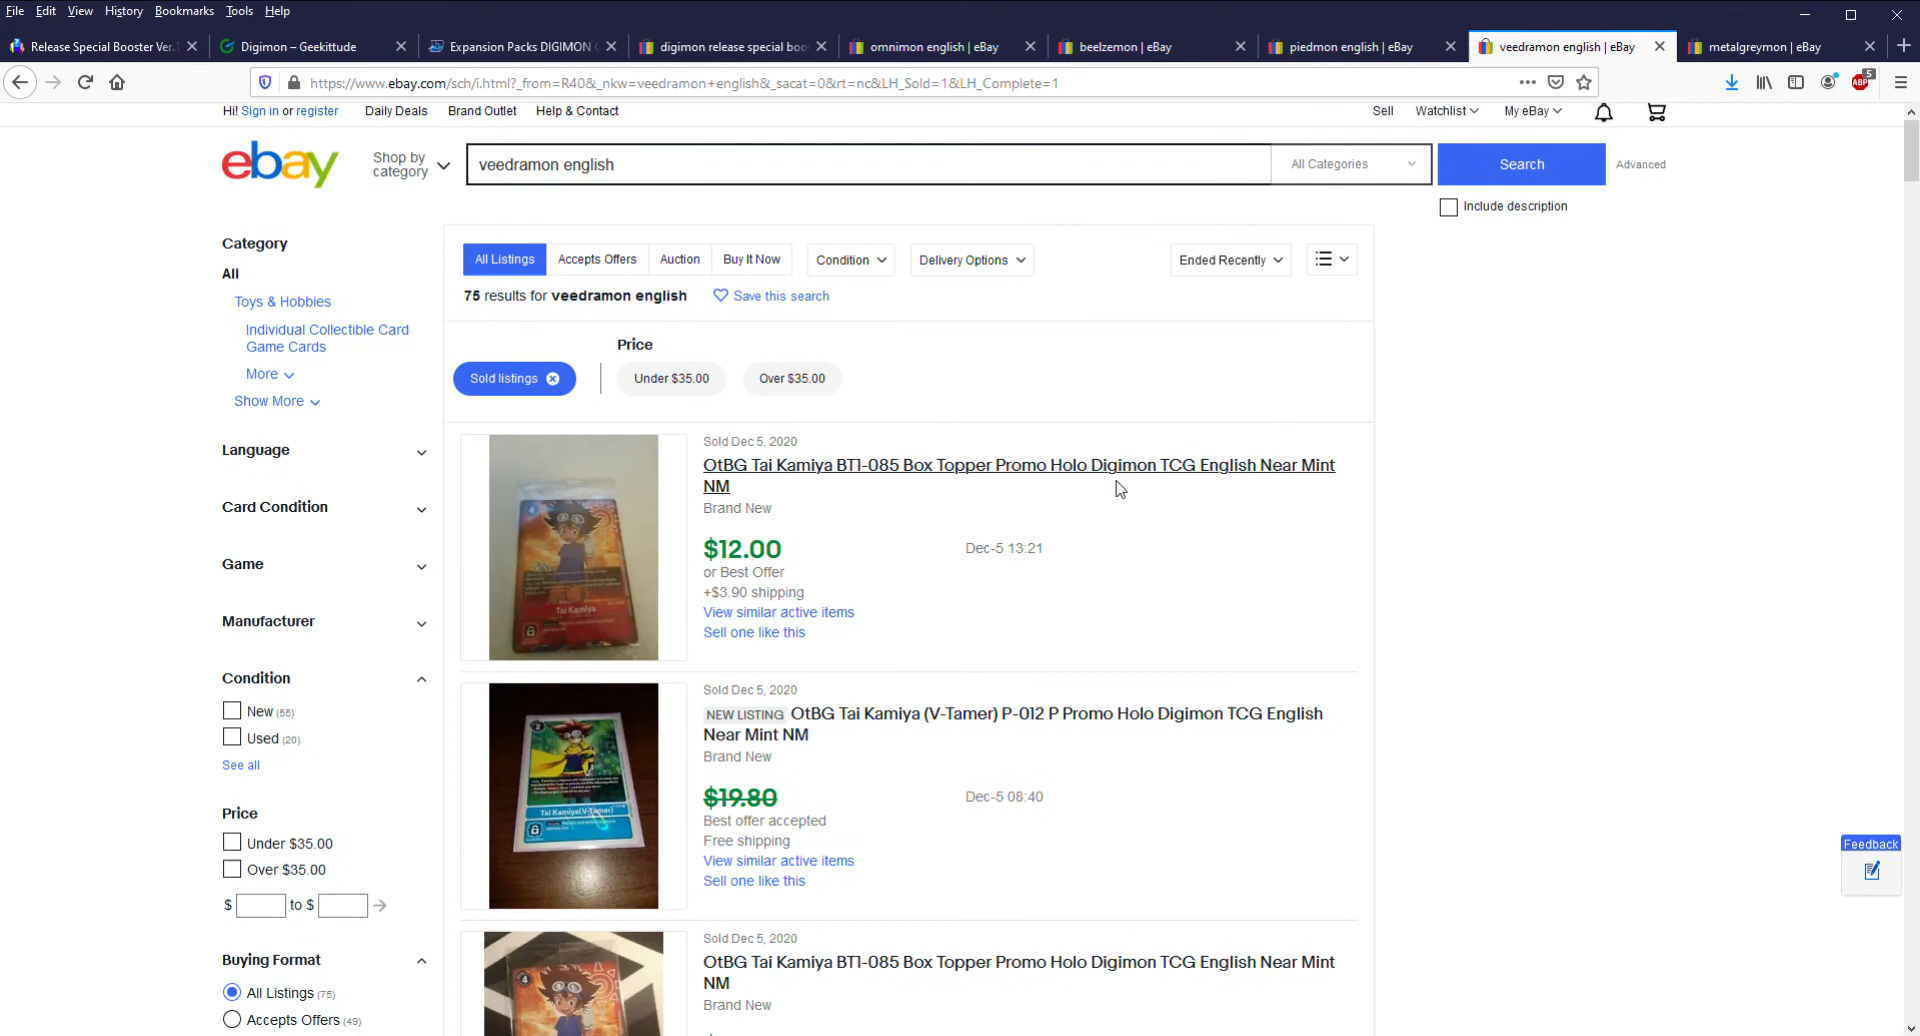 File Edit View History Bookmarks Tools Help
Release Special Booster Ver.1
Digimon – Geekittude
Expansion Packs DIGIMON C
digimon release special boo
omnimon english | eBay
beelzemon | eBay
piedmon english | eBay
veedramon english | eBay
metalgreymon | eBay
https://www.ebay.com/sch/i.html?_from=R40&_nkw=veedramon+english&_sacat=0&rt=nc&LH_Sold=1&LH_Complete=1
5
ABP
Hi! Sign in or register
Daily Deals
Brand Outlet
Help & Contact
Sell
Watchlist
My eBay
ebay
Shop by category
veedramon english
All Categories
Search
Advanced
Include description
Category
All
Toys & Hobbies
Individual Collectible Card
Game Cards
More
Show More
Language
Card Condition
Game
Manufacturer
Condition
New (55)
Used (20)
See all
Price
Under $35.00
Over $35.00
$ to $
Buying Format
All Listings (75)
Accepts Offers (49)
All Listings
Accepts Offers
Auction
Buy It Now
Condition
Delivery Options
Ended Recently
75 results for veedramon english
Save this search
Price
Sold listings
Under $35.00
Over $35.00
Sold Dec 5, 2020
OtBG Tai Kamiya BT1-085 Box Topper Promo Holo Digimon TCG English Near Mint
NM
Brand New
$12.00
Dec-5 13:21
or Best Offer
+$3.90 shipping
View similar active items
Sell one like this
Tai Kamiya
Sold Dec 5, 2020
NEW LISTING OtBG Tai Kamiya (V-Tamer) P-012 P Promo Holo Digimon TCG English
Near Mint NM
Brand New
$19.80
Dec-5 08:40
Best offer accepted
Free shipping
View similar active items
Sell one like this
Tai Kamiya(V-Tamer)
Sold Dec 5, 2020
OtBG Tai Kamiya BT1-085 Box Topper Promo Holo Digimon TCG English Near Mint
NM
Brand New
Feedback